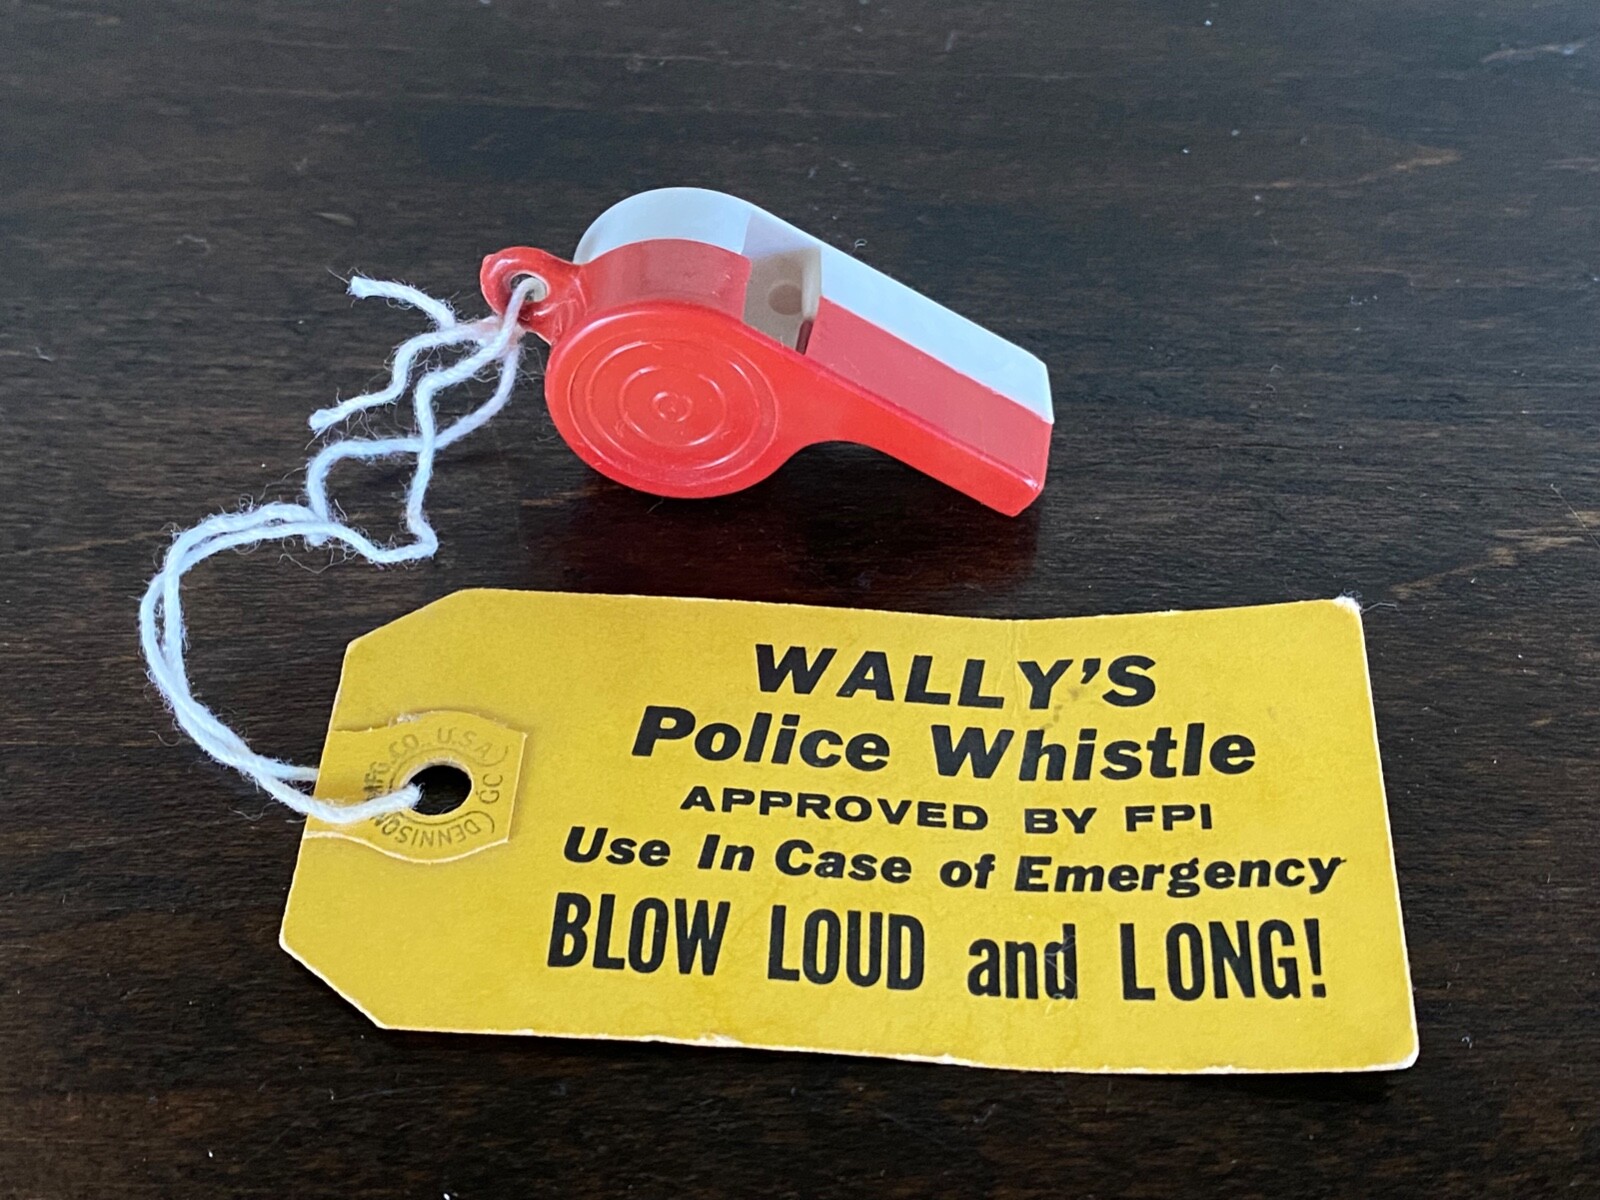 WALLY'S
Police Whistle
APPROVED BY FPI
Use In Case of Emergency
BLOW LOUD and LONG!
DENNISON MFG. CO. U.S.A.
GC